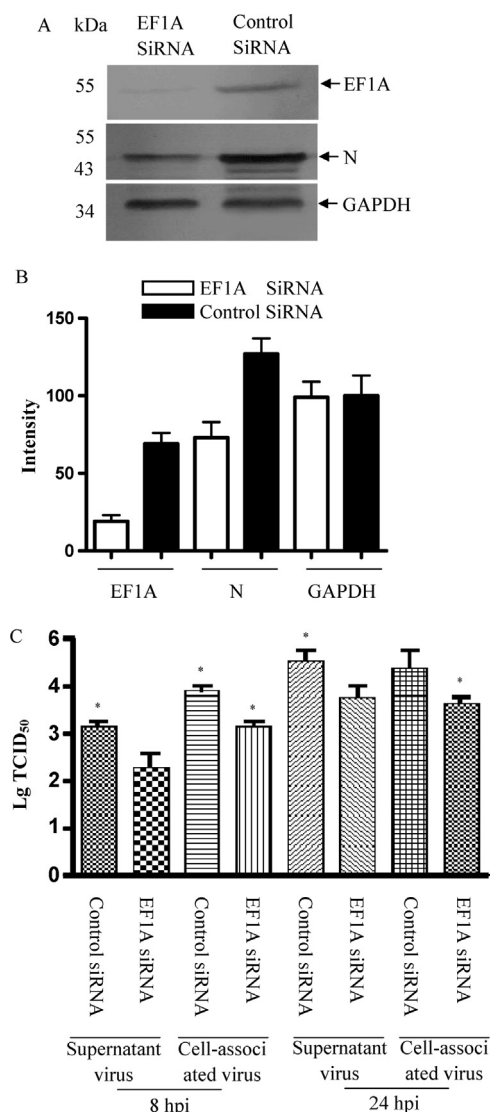 A
kDa
EF1A Control
SiRNA SiRNA
55
EF1A
55
43
N
34
GAPDH
B
EF1A SiRNA
Control SiRNA
150
100
50
0
Intensity
EF1A N GAPDH
C
6
4
3
2
1
0
Lg TCID50
* * * * *
Control siRNA
EF1A siRNA
Control siRNA
EF1A siRNA
Control siRNA
EF1A siRNA
Control siRNA
EF1A siRNA
Supernatant Cell-associ Supernatant Cell-associ
virus ated virus virus ated virus
8 hpi 24 hpi